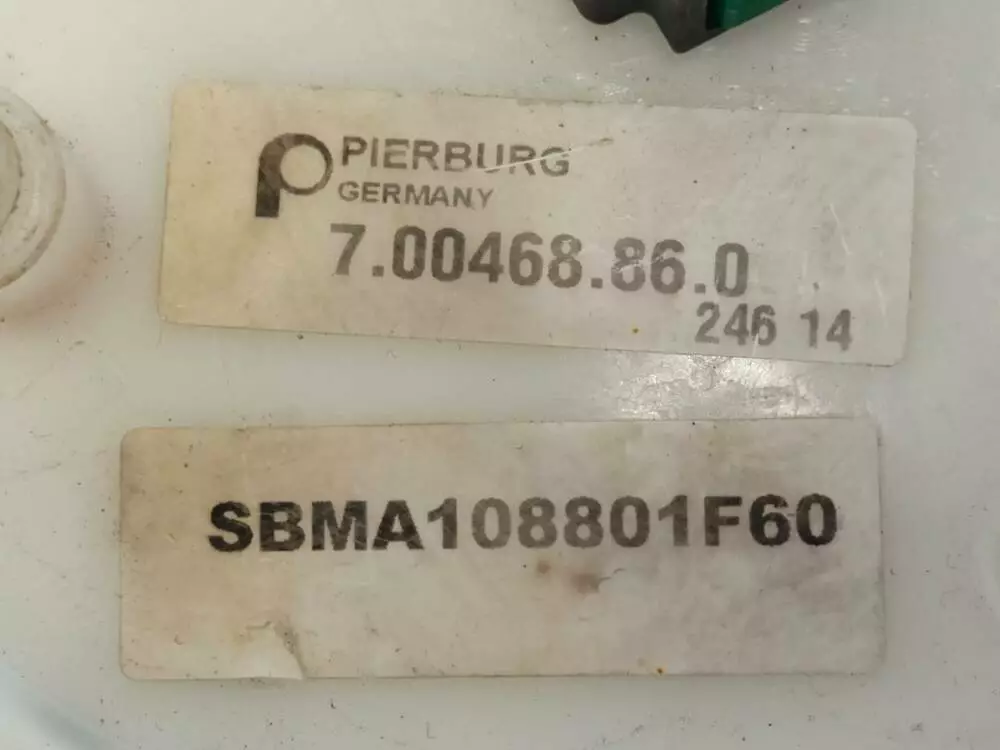 PIERBURG
GERMANY
7.00468.86.0
246 14
SBMA108801F60